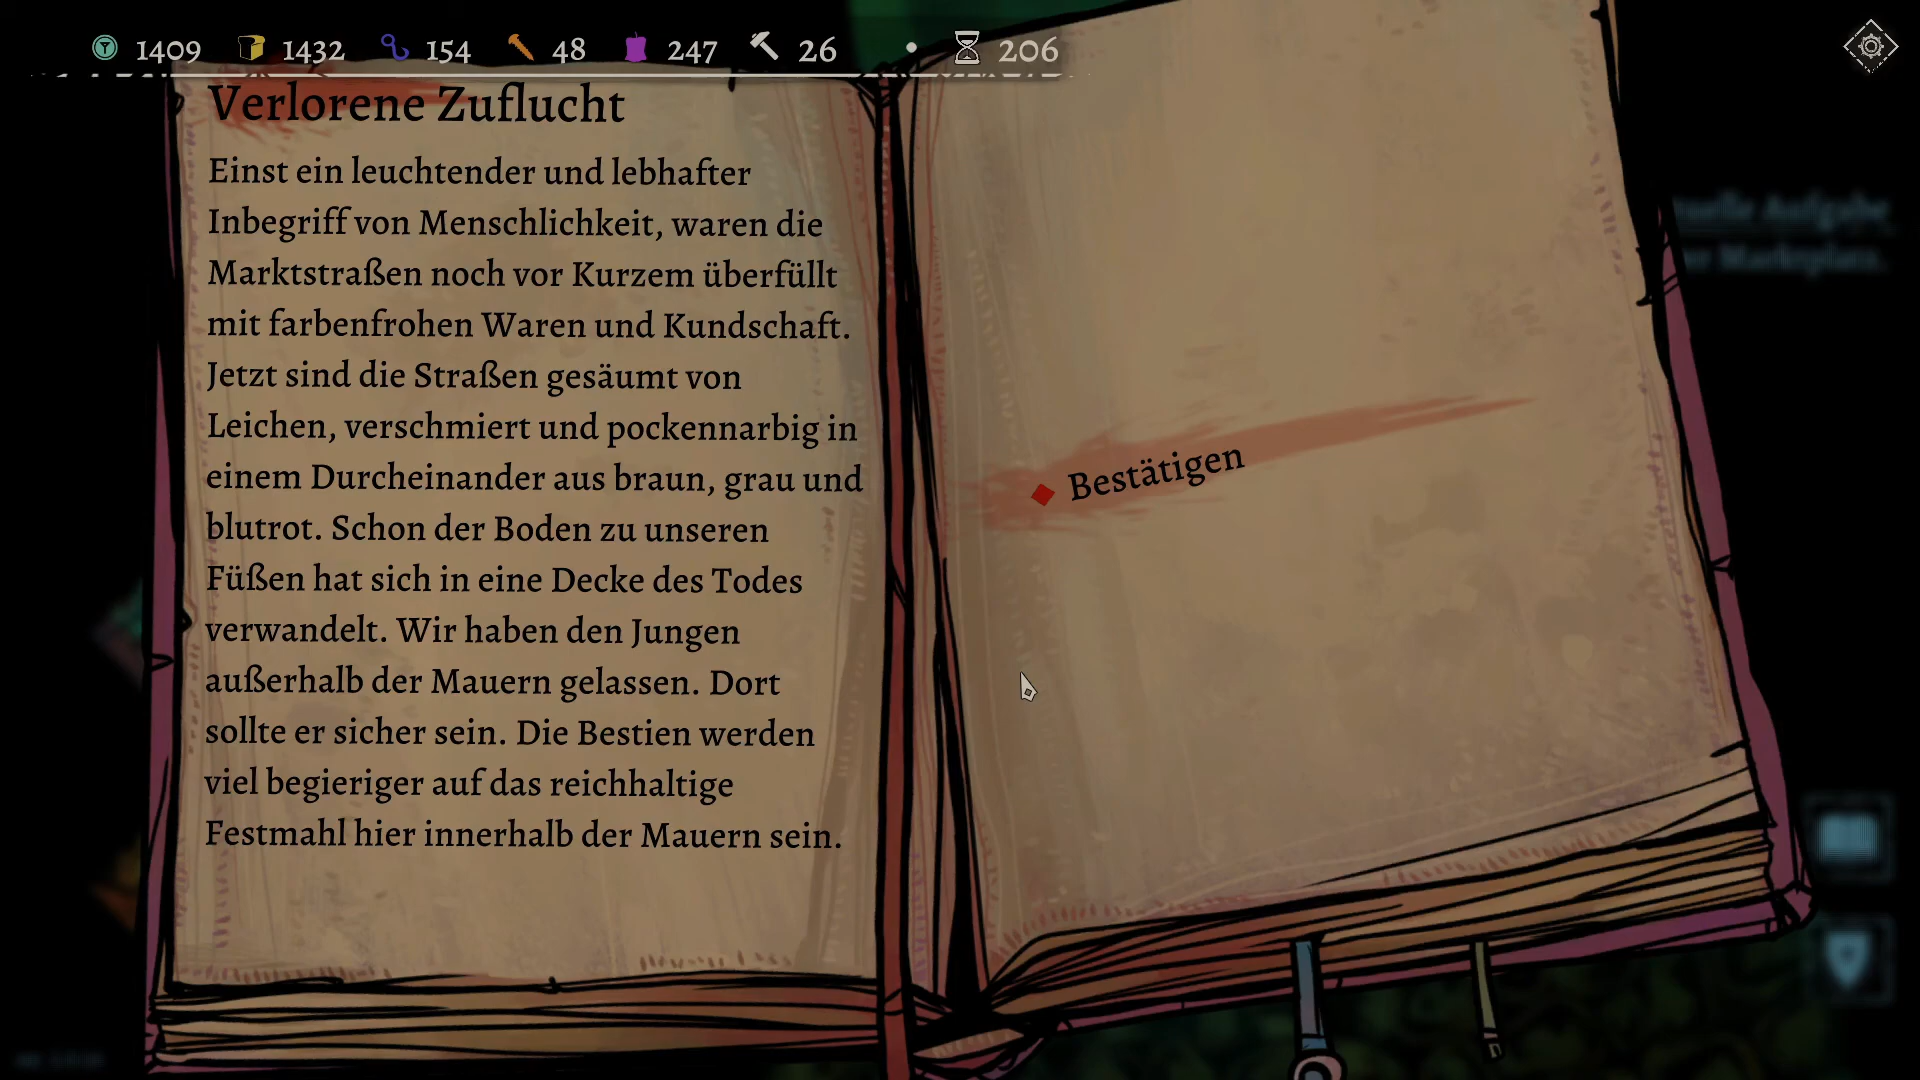 1409 1432 154 48 247 26 206
Verlorene Zuflucht
Einst ein leuchtender und lebhafter
Inbegriff von Menschlichkeit, waren die
Marktstraßen noch vor Kurzem überfüllt
mit farbenfrohen Waren und Kundschaft.
Jetzt sind die Straßen gesäumt von
Leichen, verschmiert und pockennarbig in
einem Durcheinander aus braun, grau und
blutrot. Schon der Boden zu unseren
Füßen hat sich in eine Decke des Todes
verwandelt. Wir haben den Jungen
außerhalb der Mauern gelassen. Dort
sollte er sicher sein. Die Bestien werden
viel begieriger auf das reichhaltige
Festmahl hier innerhalb der Mauern sein.
Bestätigen
Aufgabe
Marktplatz.